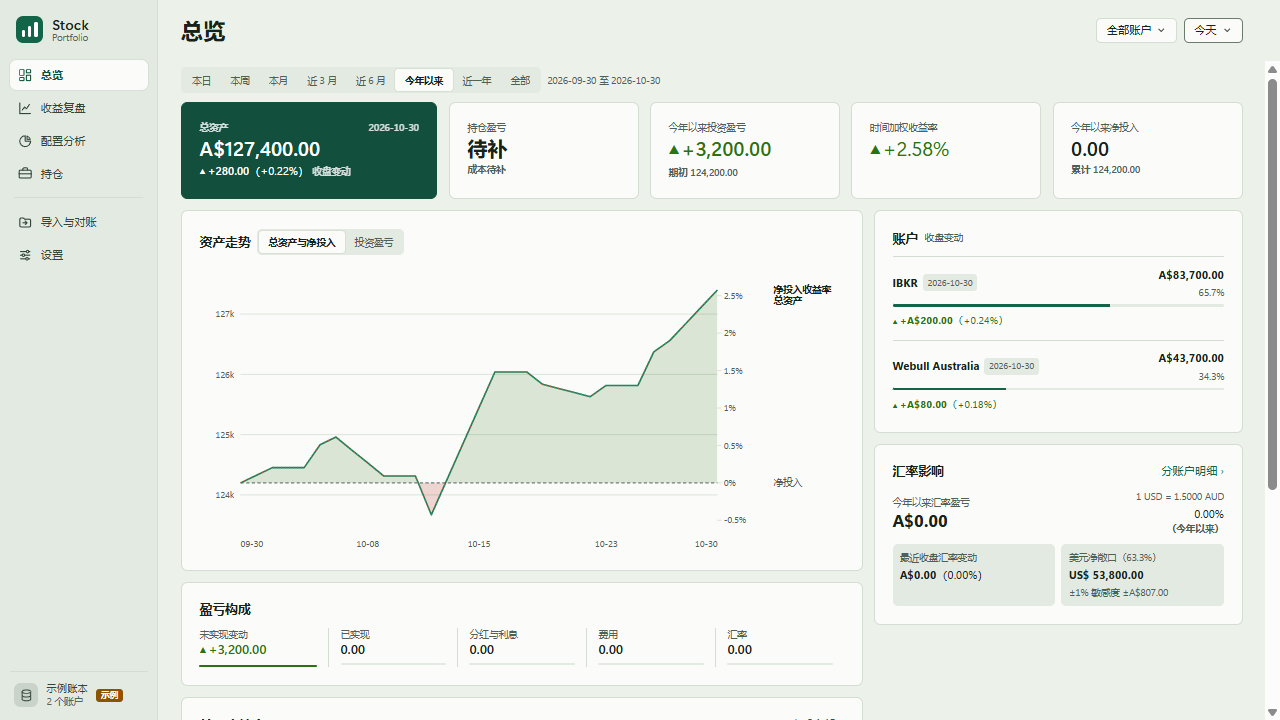 Stock
Portfolio
总览
收益复盘
配置分析
持仓
导入与对账
设置
示例账本
2 个账户
示例
总览
全部账户
今天
本日
本周
本月
近 3 月
近 6 月
今年以来
近一年
全部
2026-09-30 至 2026-10-30
总资产
2026-10-30
A$127,400.00
▲ +280.00（+0.22%） 收盘变动
持仓盈亏
待补
成本待补
今年以来投资盈亏
▲ +3,200.00
期初 124,200.00
时间加权收益率
▲ +2.58%
今年以来净投入
0.00
累计 124,200.00
资产走势
总资产与净投入
投资盈亏
127k
126k
125k
124k
2.5%
2%
1.5%
1%
0.5%
0%
-0.5%
净投入收益率
总资产
净投入
09-30
10-08
10-15
10-23
10-30
盈亏构成
未实现变动
▲ +3,200.00
已实现
0.00
分红与利息
0.00
费用
0.00
汇率
0.00
账户 收盘变动
IBKR 2026-10-30
A$83,700.00
65.7%
▲ +A$200.00（+0.24%）
Webull Australia 2026-10-30
A$43,700.00
34.3%
▲ +A$80.00（+0.18%）
汇率影响
分账户明细 ›
今年以来汇率盈亏
A$0.00
1 USD = 1.5000 AUD
0.00%
（今年以来）
最近收盘汇率变动
A$0.00（0.00%）
美元净敞口（63.3%）
US$ 53,800.00
±1% 敏感度 ±A$807.00